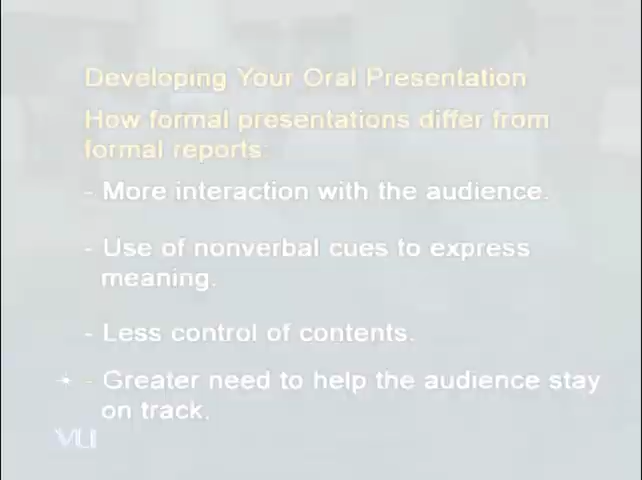 Developing Your Oral Presentation
How formal presentations differ from
formal reports:
- More interaction with the audience.
- Use of nonverbal cues to express
meaning.
- Less control of contents.
- Greater need to help the audience stay
on track.
VU